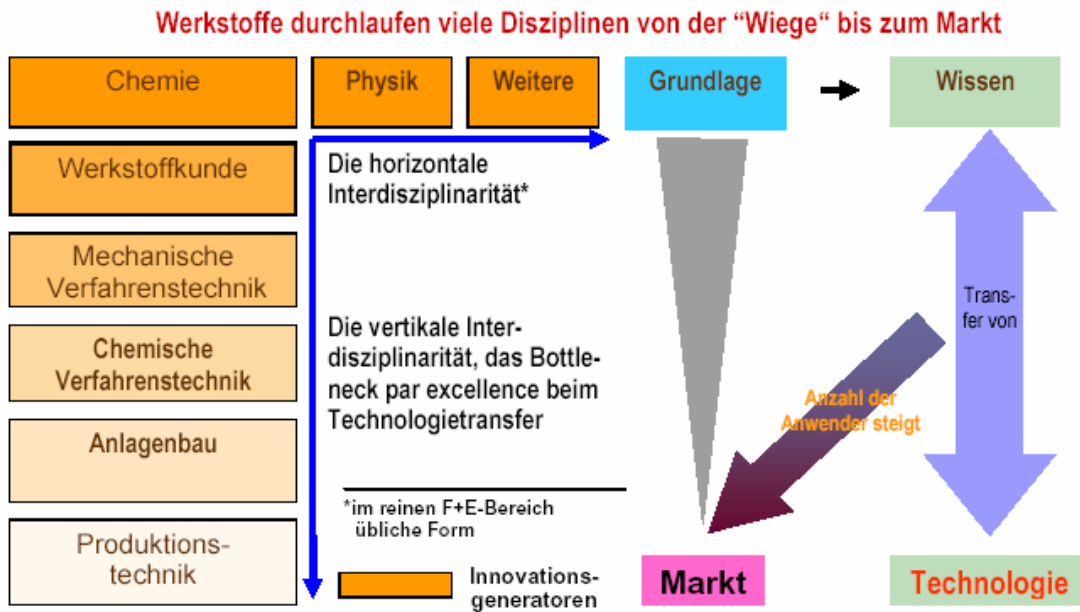 Werkstoffe durchlaufen viele Disziplinen von der “Wiege“ bis zum Markt
Chemie
Physik
Weitere
Grundlage
Wissen
Werkstoffkunde
Die horizontale
Interdisziplinarität*
Mechanische
Verfahrenstechnik
Chemische
Verfahrenstechnik
Die vertikale Inter-
disziplinarität, das Bottle-
neck par excellence beim
Technologietransfer
Trans-
fer von
Anzahl der
Anwender steigt
Anlagenbau
*im reinen F+E-Bereich
übliche Form
Produktions-
technik
Innovations-
generatoren
Markt
Technologie